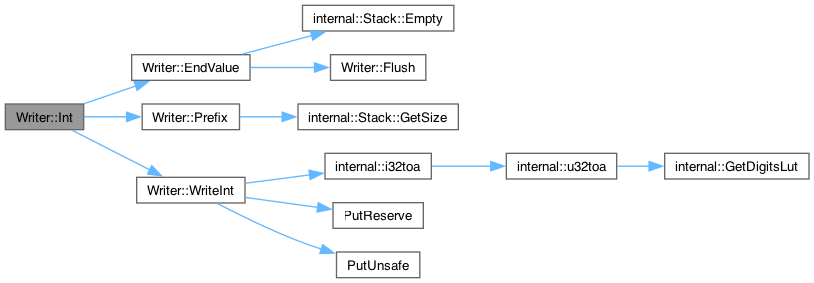 internal::Stack::Empty
Writer::EndValue
Writer::Flush
Writer::Int
Writer::Prefix
internal::Stack::GetSize
internal::i32toa
internal::u32toa
internal::GetDigitsLut
Writer::WriteInt
PutReserve
PutUnsafe